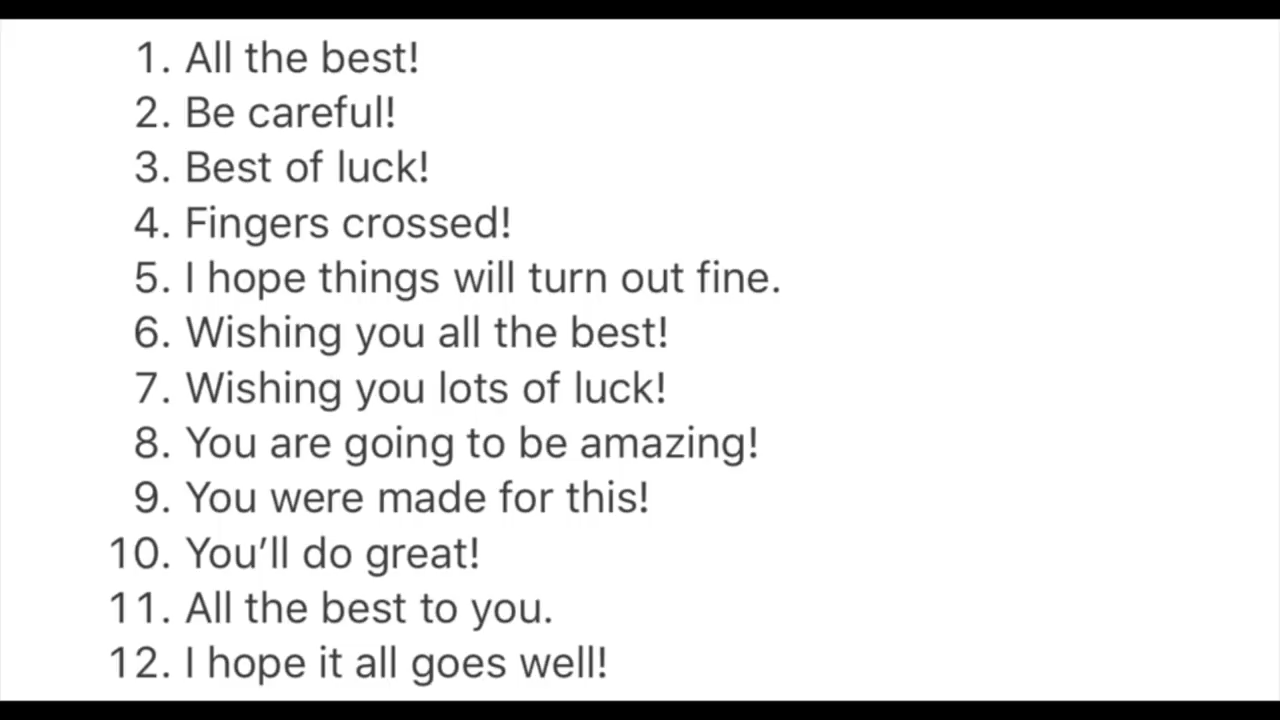 1. All the best!
2. Be careful!
3. Best of luck!
4. Fingers crossed!
5. I hope things will turn out fine.
6. Wishing you all the best!
7. Wishing you lots of luck!
8. You are going to be amazing!
9. You were made for this!
10. You’ll do great!
11. All the best to you.
12. I hope it all goes well!